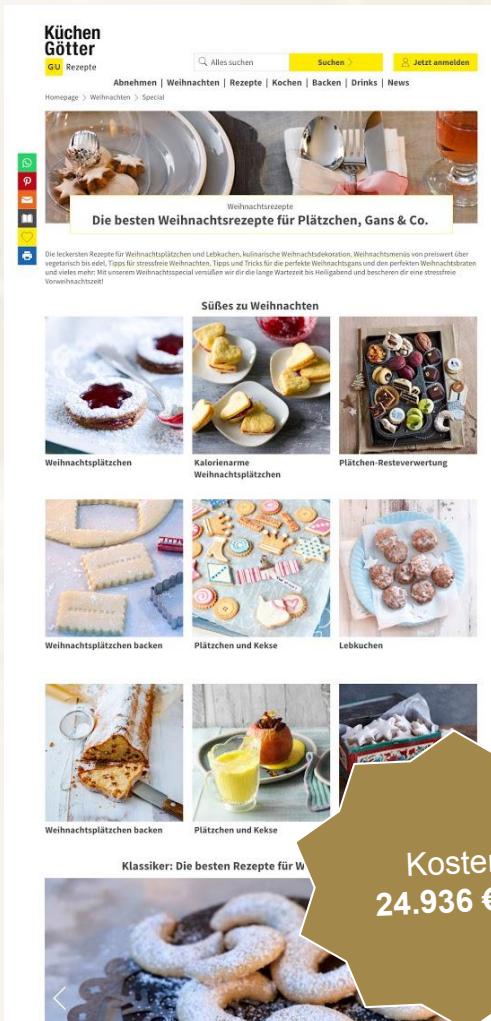 Küchen
Götter
GU Rezepte
Alles suchen
Suchen
Jetzt anmelden
Abnehmen | Weihnachten | Rezepte | Kochen | Backen | Drinks | News
Homepage > Weihnachten > Special
Weihnachtsrezepte
Die besten Weihnachtsrezepte für Plätzchen, Gans & Co.
Die leckersten Rezepte für Weihnachtsplätzchen und Lebkuchen, kulinarische Weihnachtsdekoration, Weihnachtsmenüs von preiswert über
vegetarisch bis edel, Tipps für stressfreie Weihnachten, Tipps und Tricks für die perfekte Weihnachtsgans und den perfekten Weihnachtsbraten
und vieles mehr: Mit unserem Weihnachtsspecial versüßen wir dir die lange Wartezeit bis Heiligabend und bescheren dir eine stressfreie
Vorweihnachtszeit!
Süßes zu Weihnachten
Weihnachtsplätzchen
Kalorienarme
Weihnachtsplätzchen
Plätchen-Resteverwertung
Weihnachtsplätzchen backen
Plätzchen und Kekse
Lebkuchen
Weihnachtsplätzchen backen
Plätzchen und Kekse
Klassiker: Die besten Rezepte für W
Kosten
24.936 €